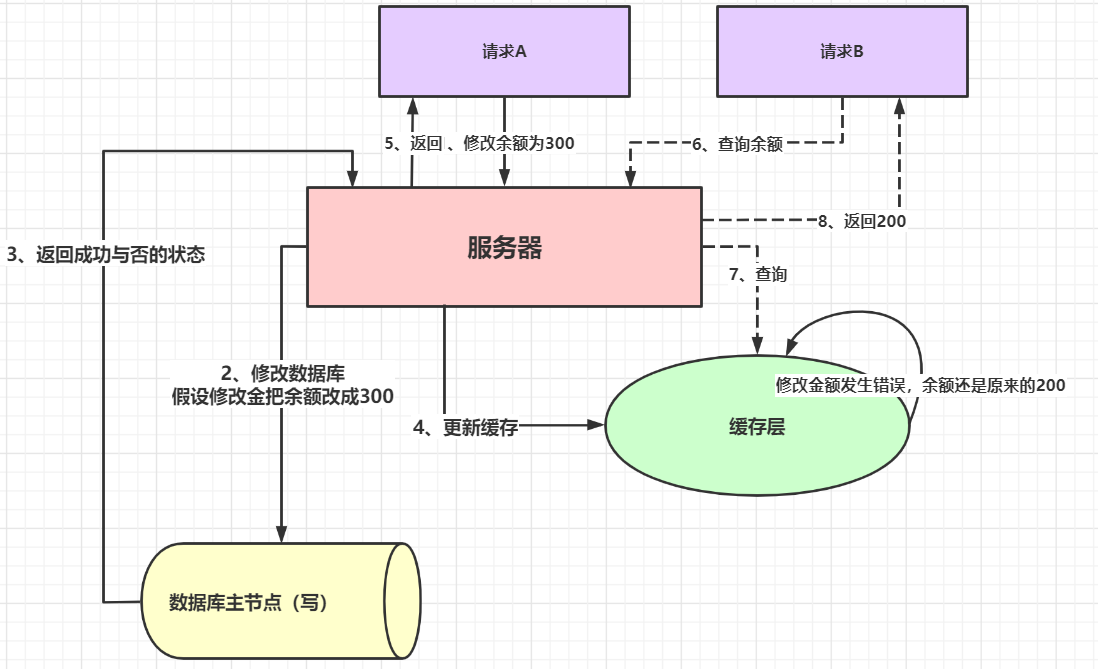 请求A
请求B
5、返回
、修改余额为300
6、查询余额
8、返回200
服务器
3、返回成功与否的状态
7、查询
2、修改数据库
假设修改金把余额改成300
修改金额发生错误，余额还是原来的200
4、更新缓存
缓存层
数据库主节点（写）